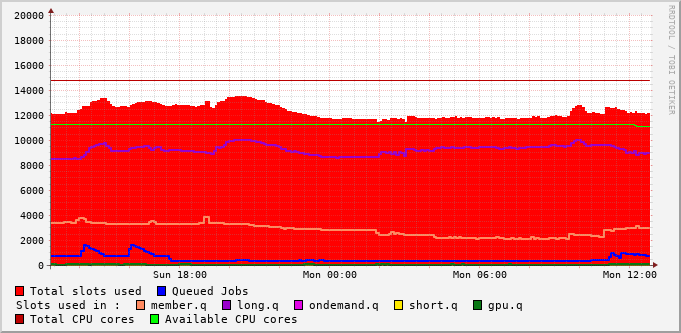 20000
18000
16000
14000
12000
10000
8000
6000
4000
2000
0
Sun 18:00 Mon 00:00 Mon 06:00 Mon 12:00
Total slots used Queued Jobs
Slots used in : member.q long.q ondemand.q short.q gpu.q
Total CPU cores Available CPU cores
RRDTOOL / TOBI OETIKER